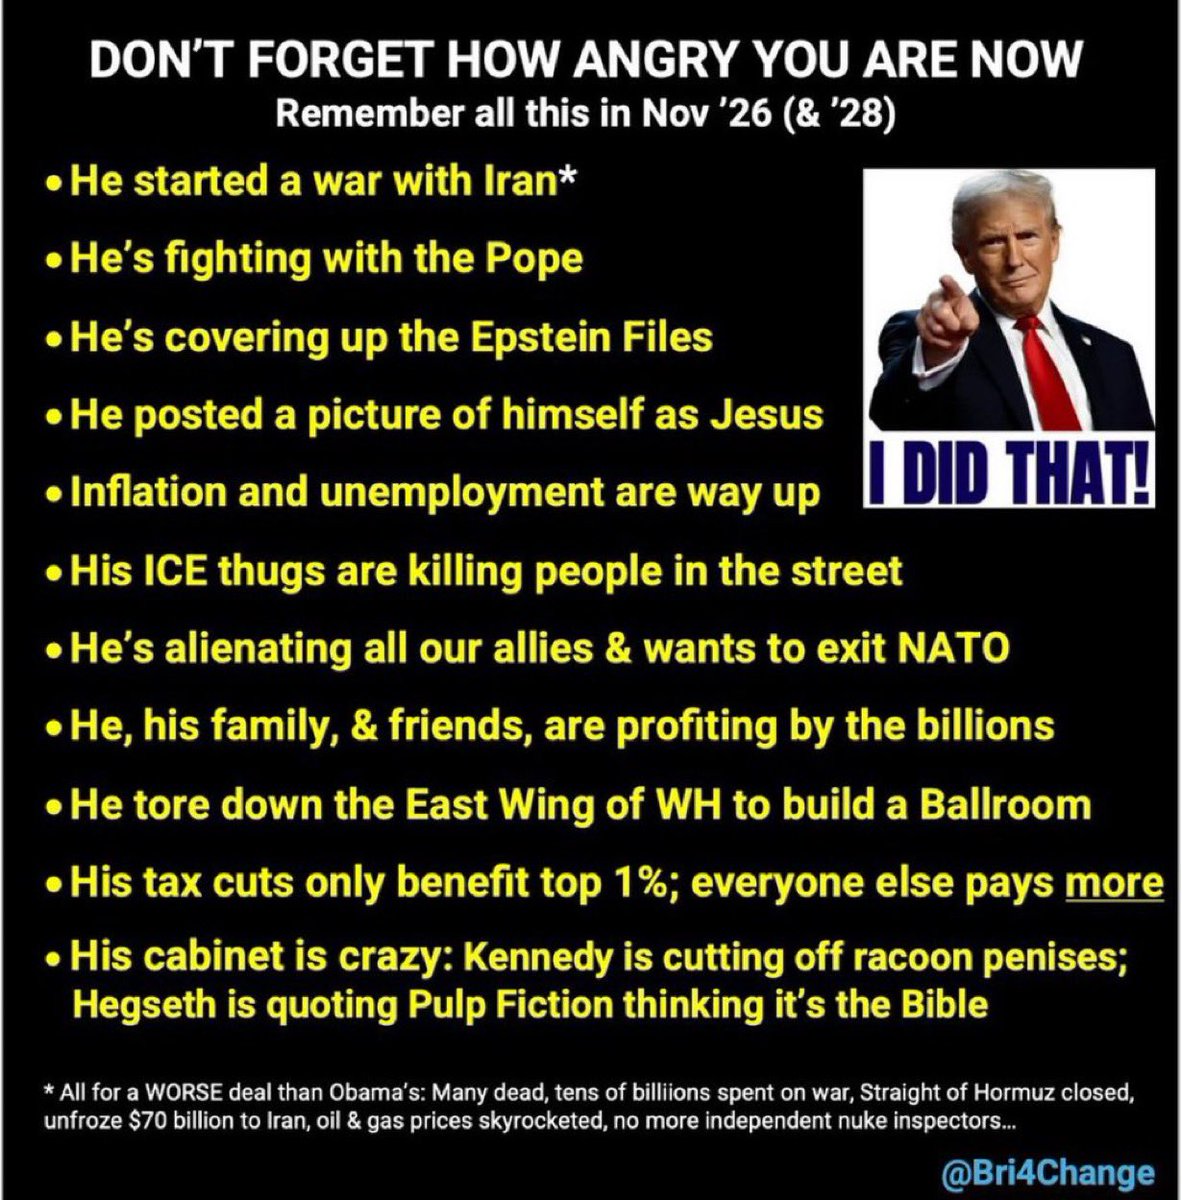 DON’T FORGET HOW ANGRY YOU ARE NOW
Remember all this in Nov ’26 (& ’28)
• He started a war with Iran*
• He’s fighting with the Pope
• He’s covering up the Epstein Files
• He posted a picture of himself as Jesus
• Inflation and unemployment are way up
I DID THAT!
• His ICE thugs are killing people in the street
• He’s alienating all our allies & wants to exit NATO
• He, his family, & friends, are profiting by the billions
• He tore down the East Wing of WH to build a Ballroom
• His tax cuts only benefit top 1%; everyone else pays more
• His cabinet is crazy: Kennedy is cutting off racoon penises;
Hegseth is quoting Pulp Fiction thinking it’s the Bible
* All for a WORSE deal than Obama’s: Many dead, tens of billiions spent on war, Straight of Hormuz closed,
unfroze $70 billion to Iran, oil & gas prices skyrocketed, no more independent nuke inspectors...
@Bri4Change